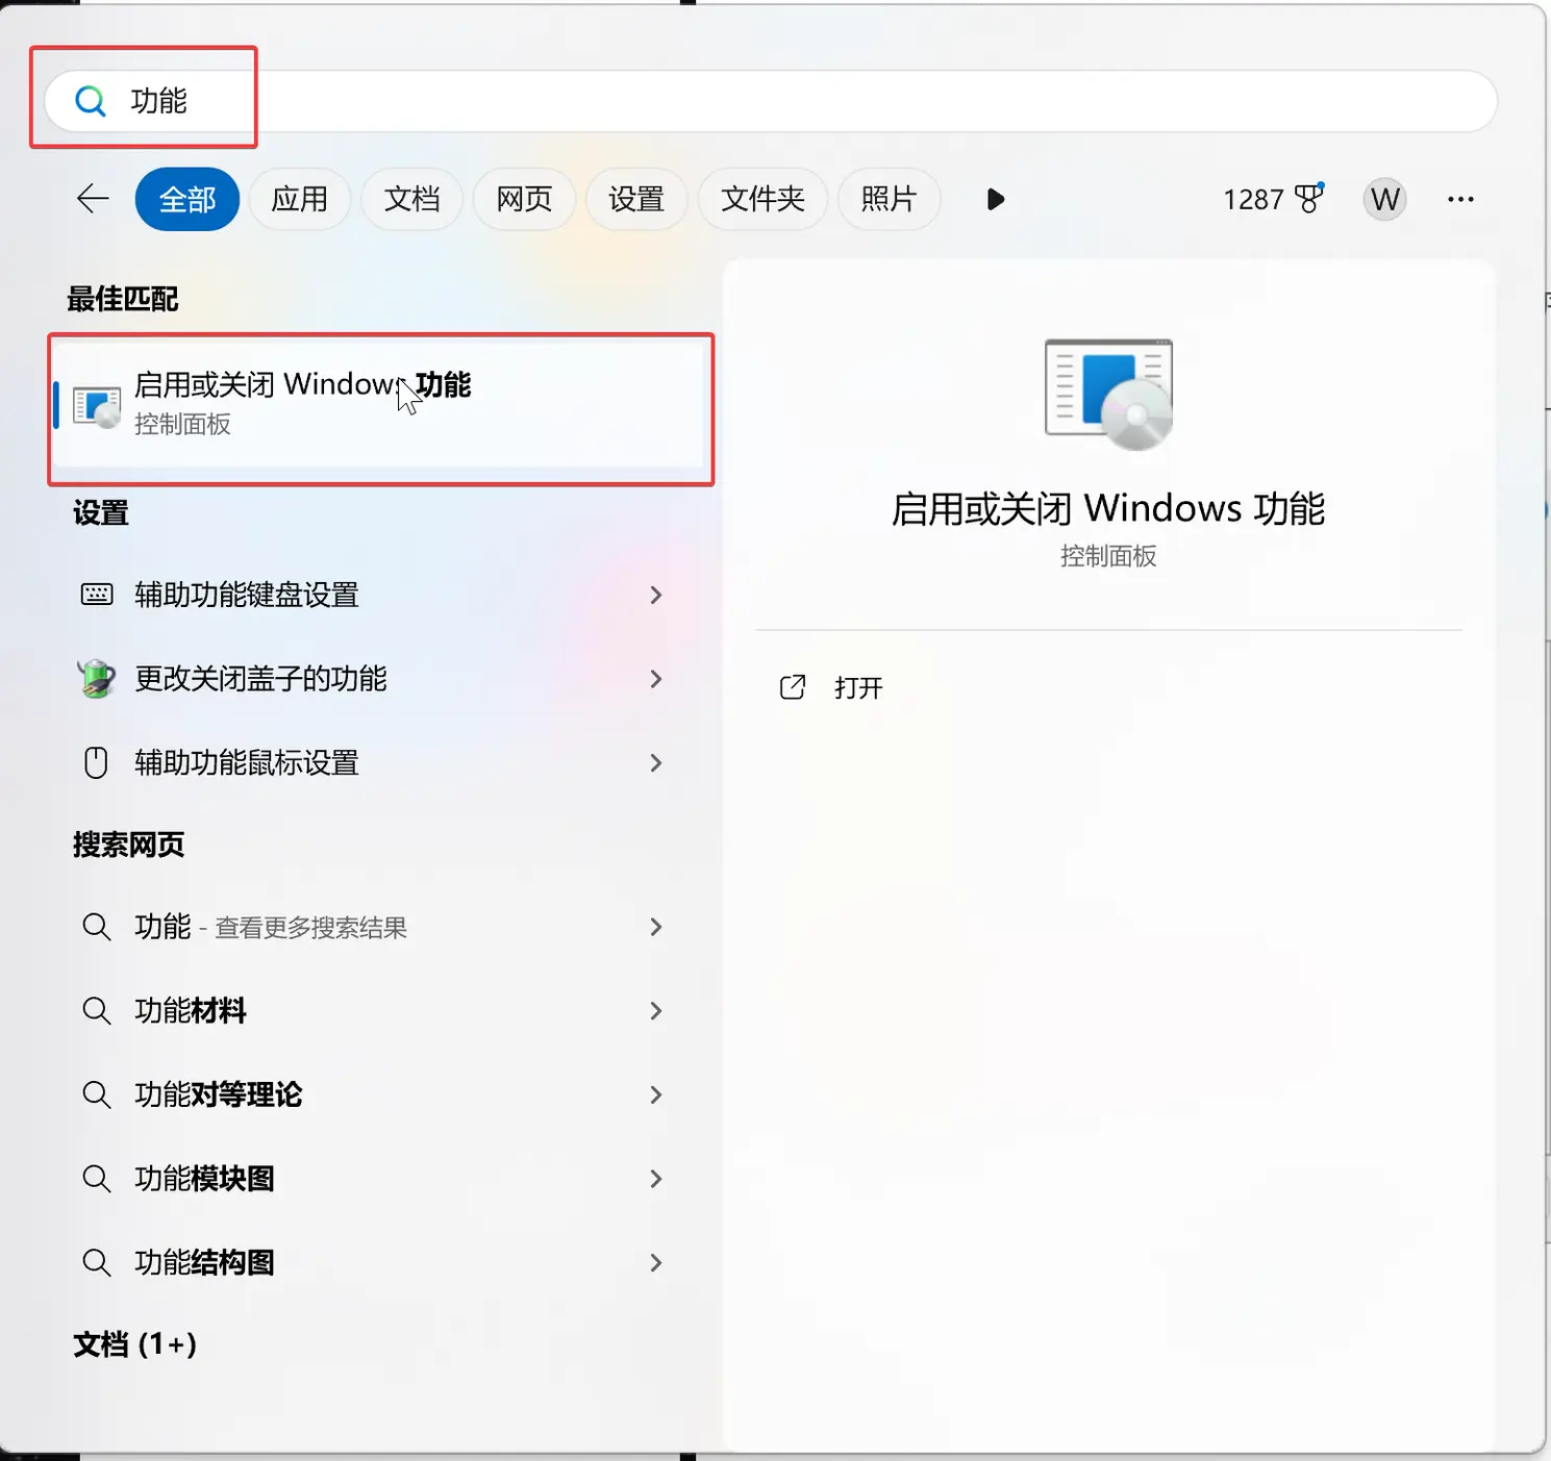 功能
全部 应用 文档 网页 设置 文件夹 照片 1287 W ...
最佳匹配
启用或关闭 Windows 功能
控制面板
设置
辅助功能键盘设置
更改关闭盖子的功能
辅助功能鼠标设置
搜索网页
功能 - 查看更多搜索结果
功能材料
功能对等理论
功能模块图
功能结构图
文档 (1+)
启用或关闭 Windows 功能
控制面板
打开